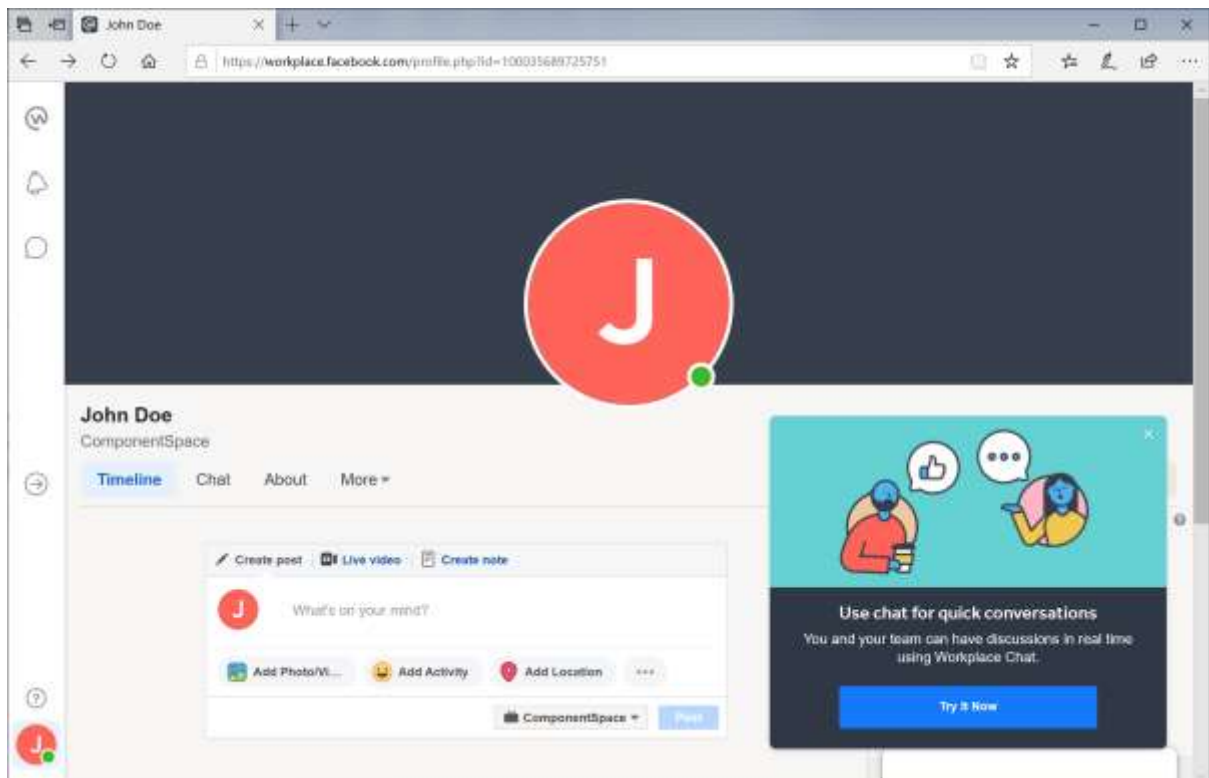 John Doe
https://workplace.facebook.com/profile.php?id=100035689725751
J
John Doe
ComponentSpace
Timeline Chat About More
Create post Live video Create note
J What's on your mind?
Add Photo/Vi... Add Activity Add Location ...
ComponentSpace Post
Use chat for quick conversations
You and your team can have discussions in real time
using Workplace Chat.
Try It Now
J